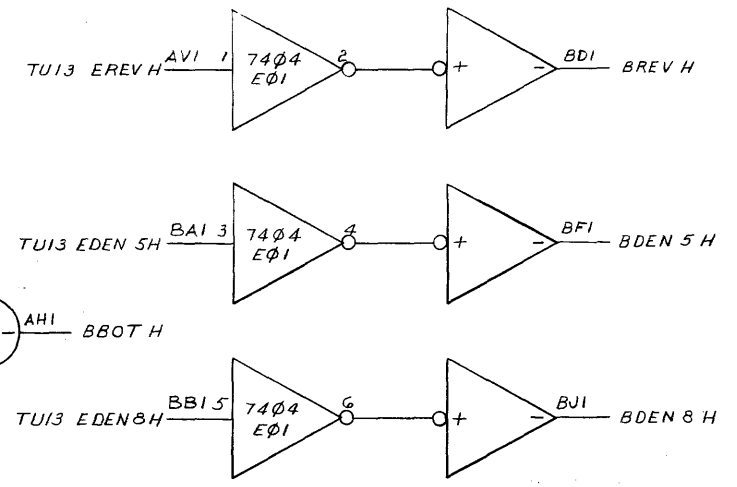 TU13 EREV H AV1 1 74Ø4 2 + - BD1 BREV H
EØ1
TU13 EDEN 5H BA1 3 74Ø4 4 + - BF1 BDEN 5 H
EØ1
- AH1 BBOT H
TU13 EDEN8H BB1 5 74Ø4 6 + - BJ1 BDEN 8 H
EØ1